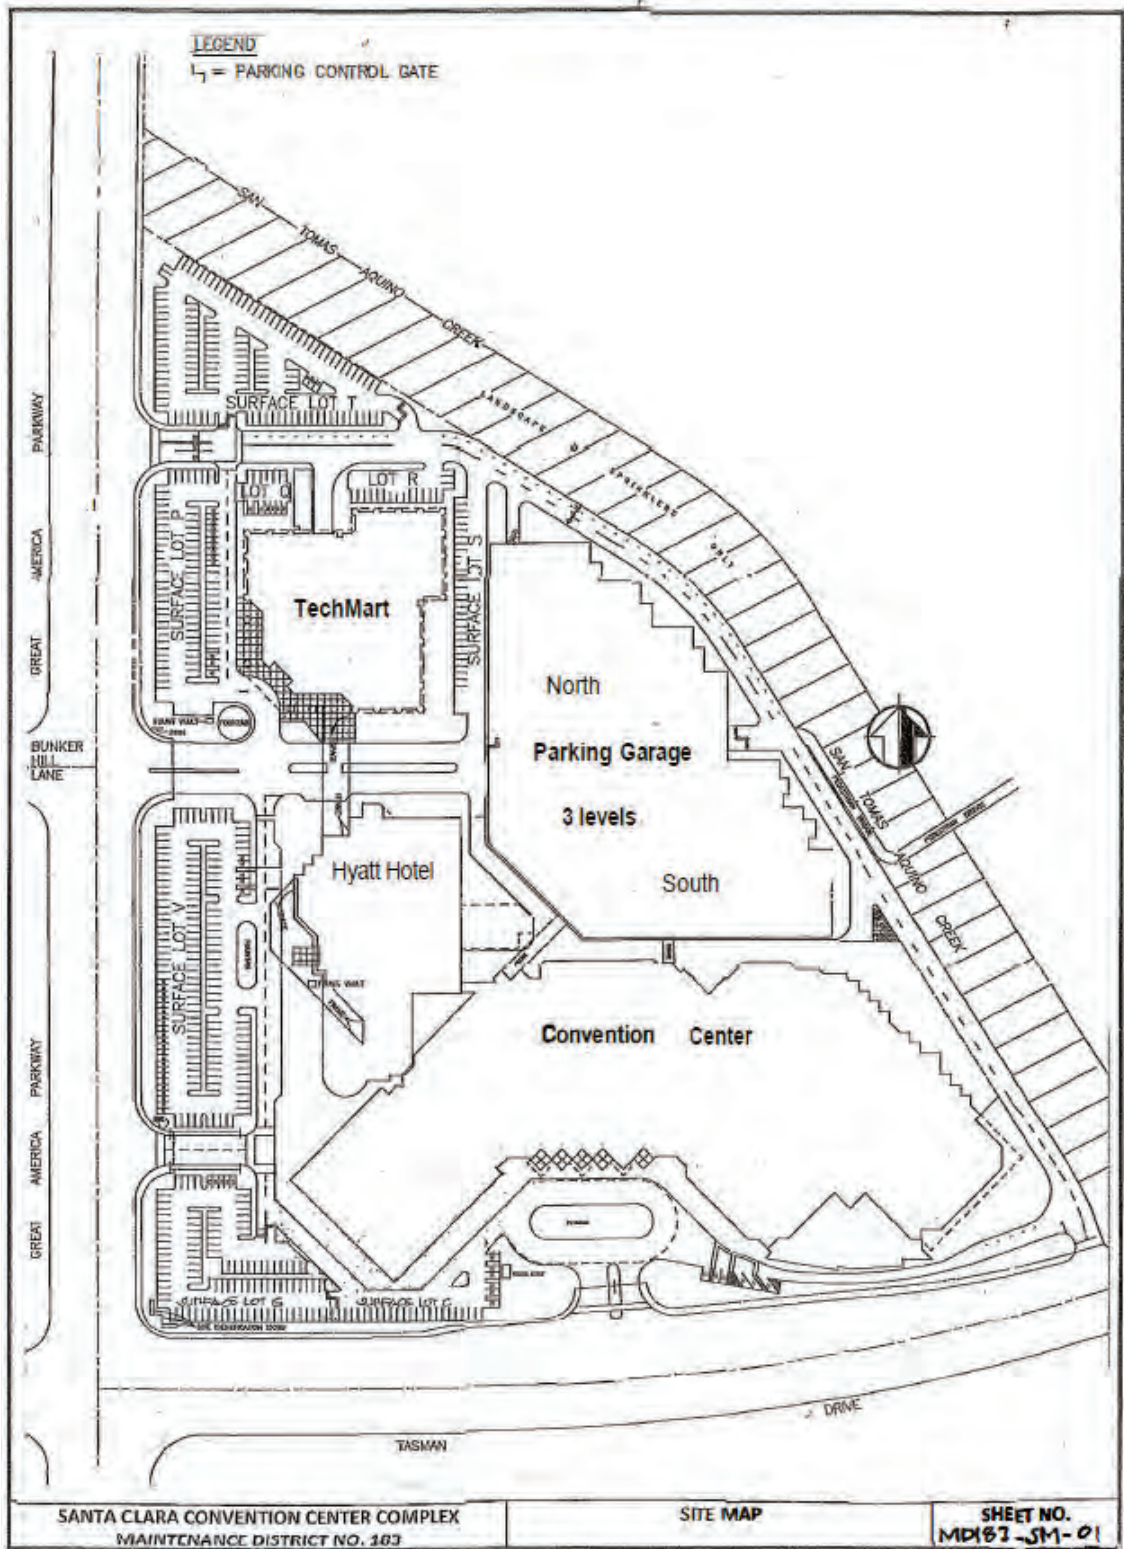 LEGEND
= PARKING CONTROL GATE
SAN TOMAS AQUINO CREEK
LANDSCAPE SPRINKLERS ONLY
SURFACE LOT T
LOT Q
LOT R
SURFACE LOT P
SURFACE LOT S
TechMart
GREAT AMERICA PARKWAY
BUNKER
HILL
LANE
North
Parking Garage
3 levels
South
SAN TOMAS AQUINO CREEK
Hyatt Hotel
SURFACE LOT V
Convention Center
GREAT AMERICA PARKWAY
SURFACE LOT
SURFACE LOT
TASMAN DRIVE
SANTA CLARA CONVENTION CENTER COMPLEX
MAINTENANCE DISTRICT NO. 183
SITE MAP
SHEET NO.
MD183-SM-01